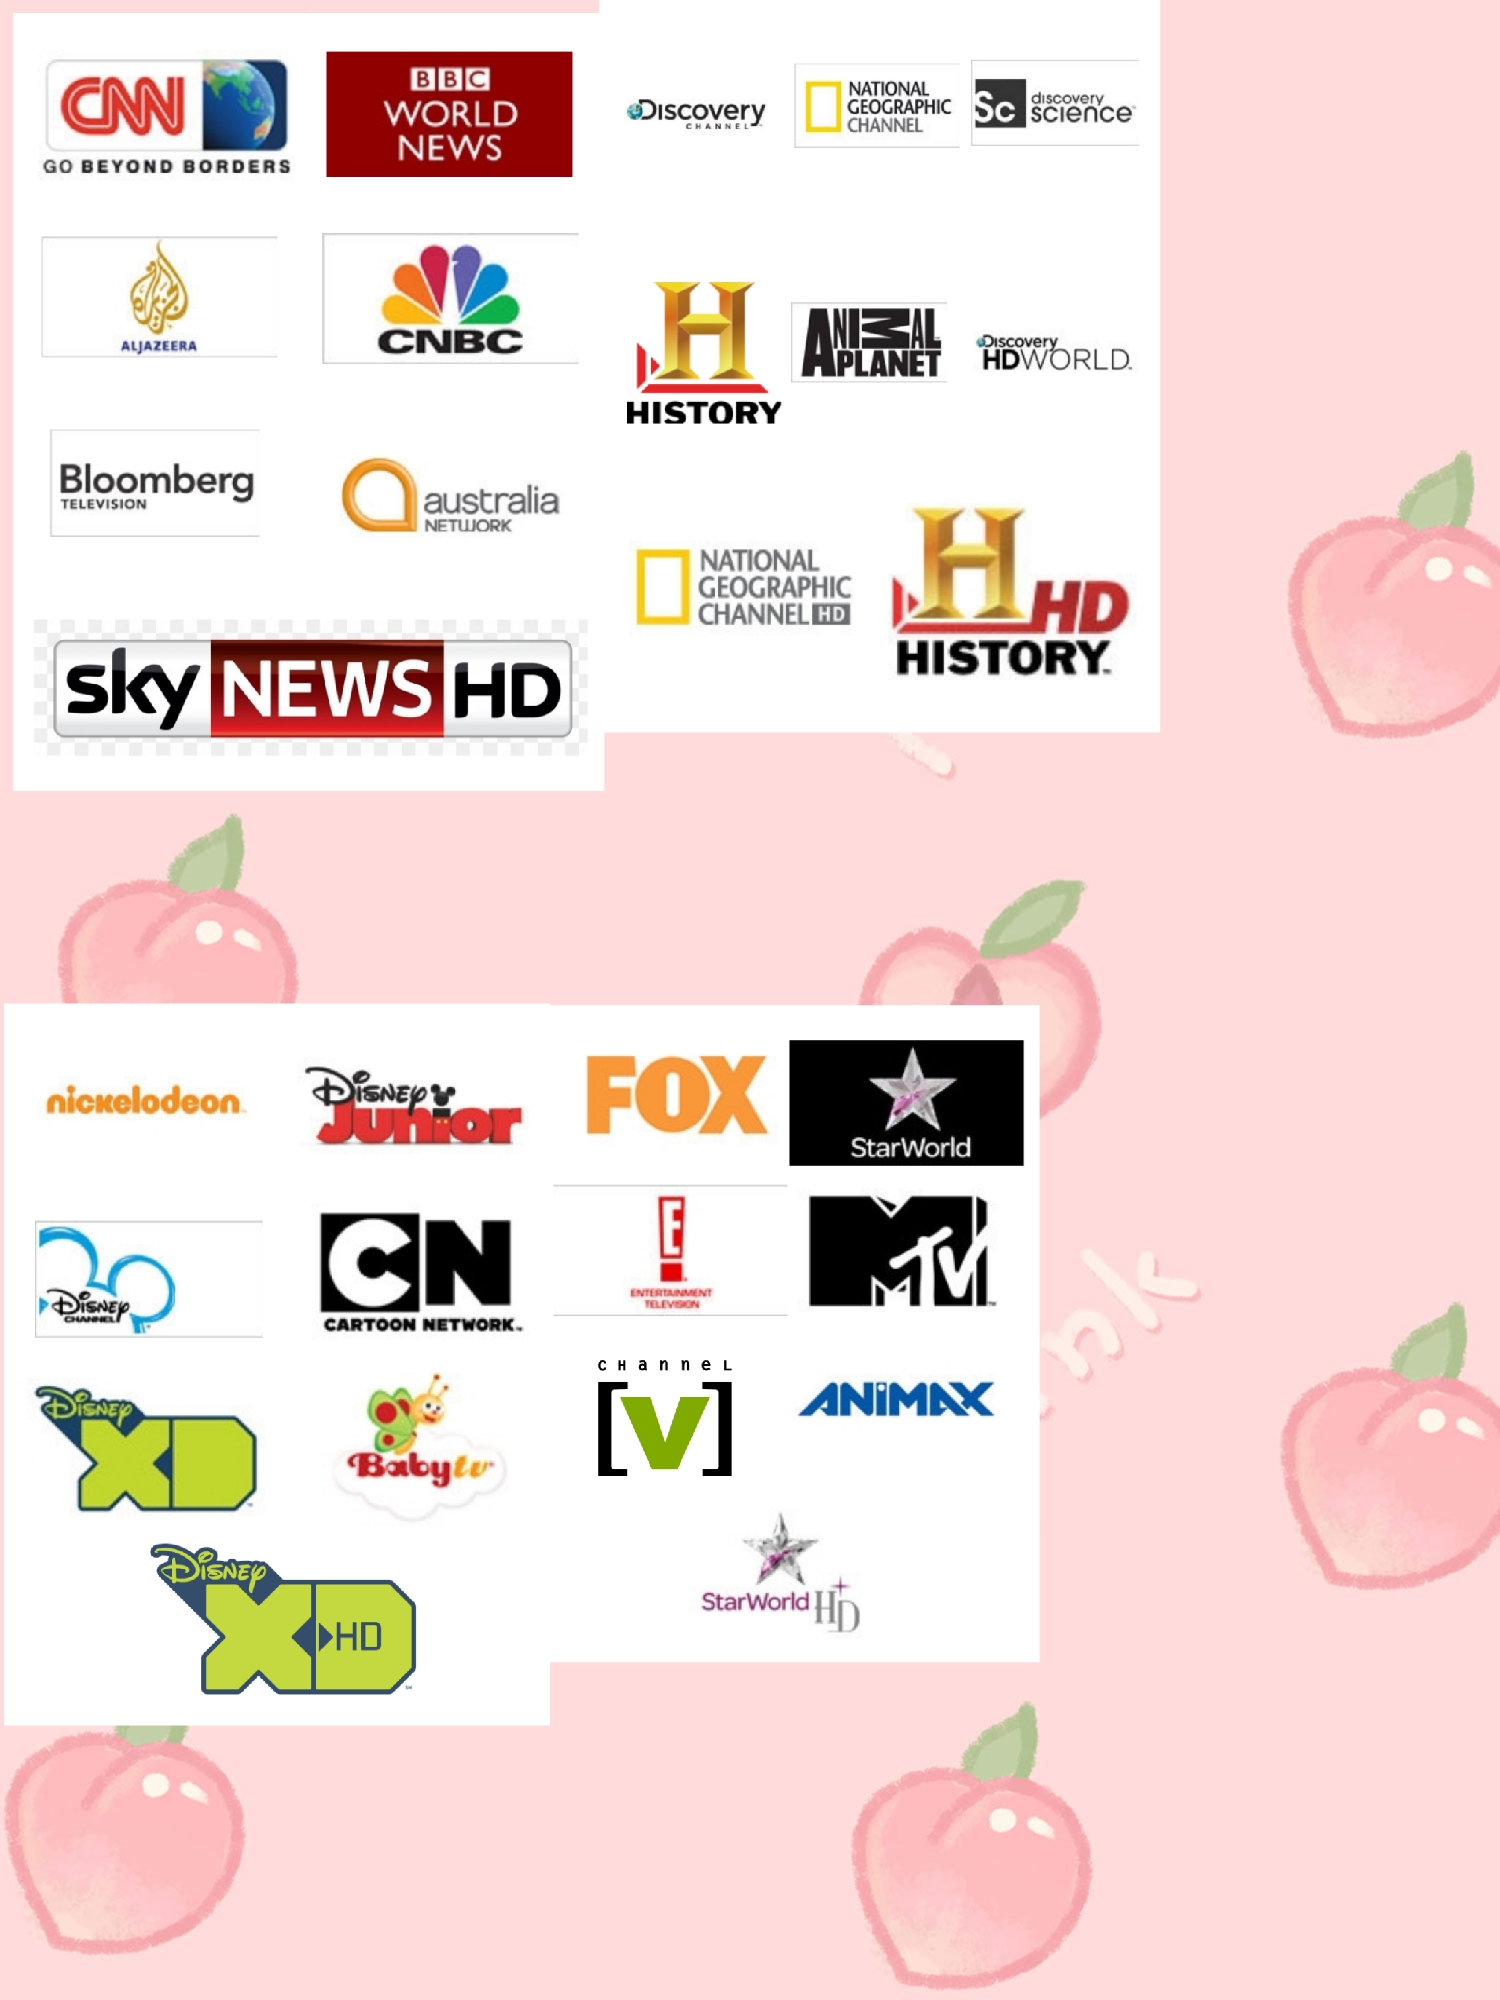 CNN
GO BEYOND BORDERS
BBC
WORLD
NEWS
ALJAZEERA
CNBC
Bloomberg
TELEVISION
australia
NETWORK
sky NEWS HD
Discovery
CHANNEL
NATIONAL
GEOGRAPHIC
CHANNEL
Sc discovery
science
H
HISTORY
ANIMAL
PLANET
Discovery
HDWORLD
NATIONAL
GEOGRAPHIC
CHANNEL HD
H HD
HISTORY
nickelodeon
Disney
Junior
Disney
CHANNEL
CN
CARTOON NETWORK
Disney
XD
Babytv
Disney
XD HD
FOX
StarWorld
E!
ENTERTAINMENT
TELEVISION
MTV
CHanneL
[V]
ANiMAX
StarWorld HD
nk